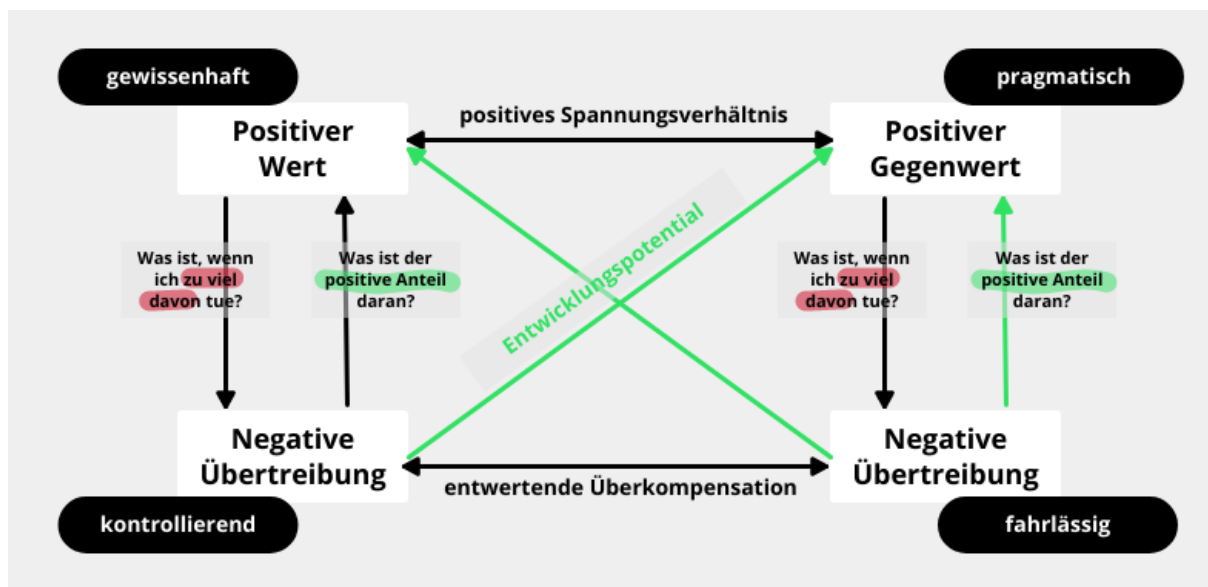 gewissenhaft
pragmatisch
positives Spannungsverhältnis
Positiver
Wert
Positiver
Gegenwert
Was ist, wenn
ich zu viel
davon tue?
Was ist der
positive Anteil
daran?
Entwicklungspotential
Was ist, wenn
ich zu viel
davon tue?
Was ist der
positive Anteil
daran?
Negative
Übertreibung
Negative
Übertreibung
entwertende Überkompensation
kontrollierend
fahrlässig